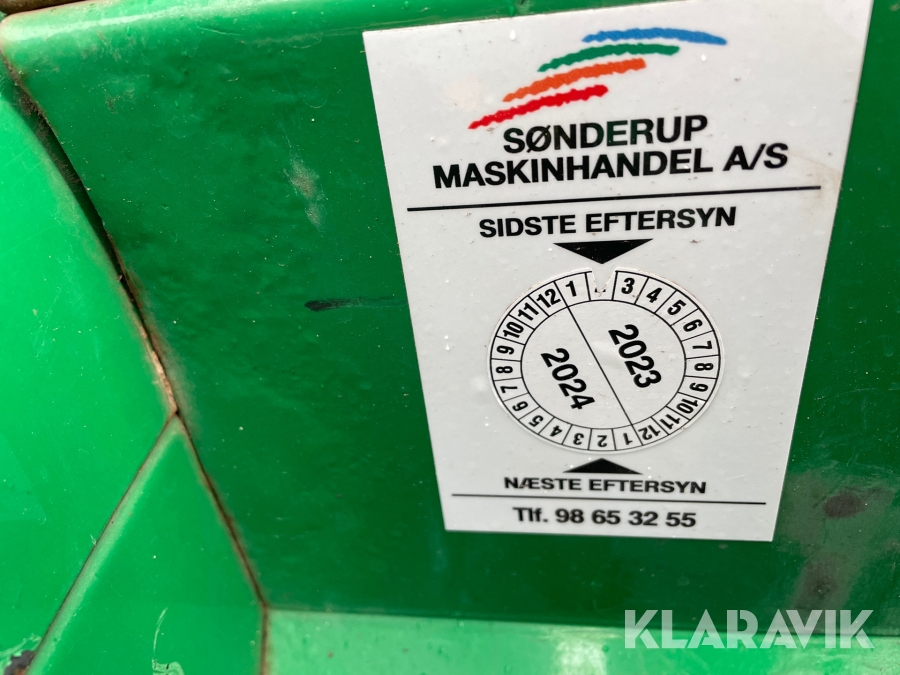 SØNDERUP
MASKINHANDEL A/S
SIDSTE EFTERSYN
1 3 4 5 6 7 8 9 10 11 12
2023
2024
1 2 3 4 5 6 7 8 9 10 11 12
NÆSTE EFTERSYN
Tlf. 98 65 32 55
KLARAVIK